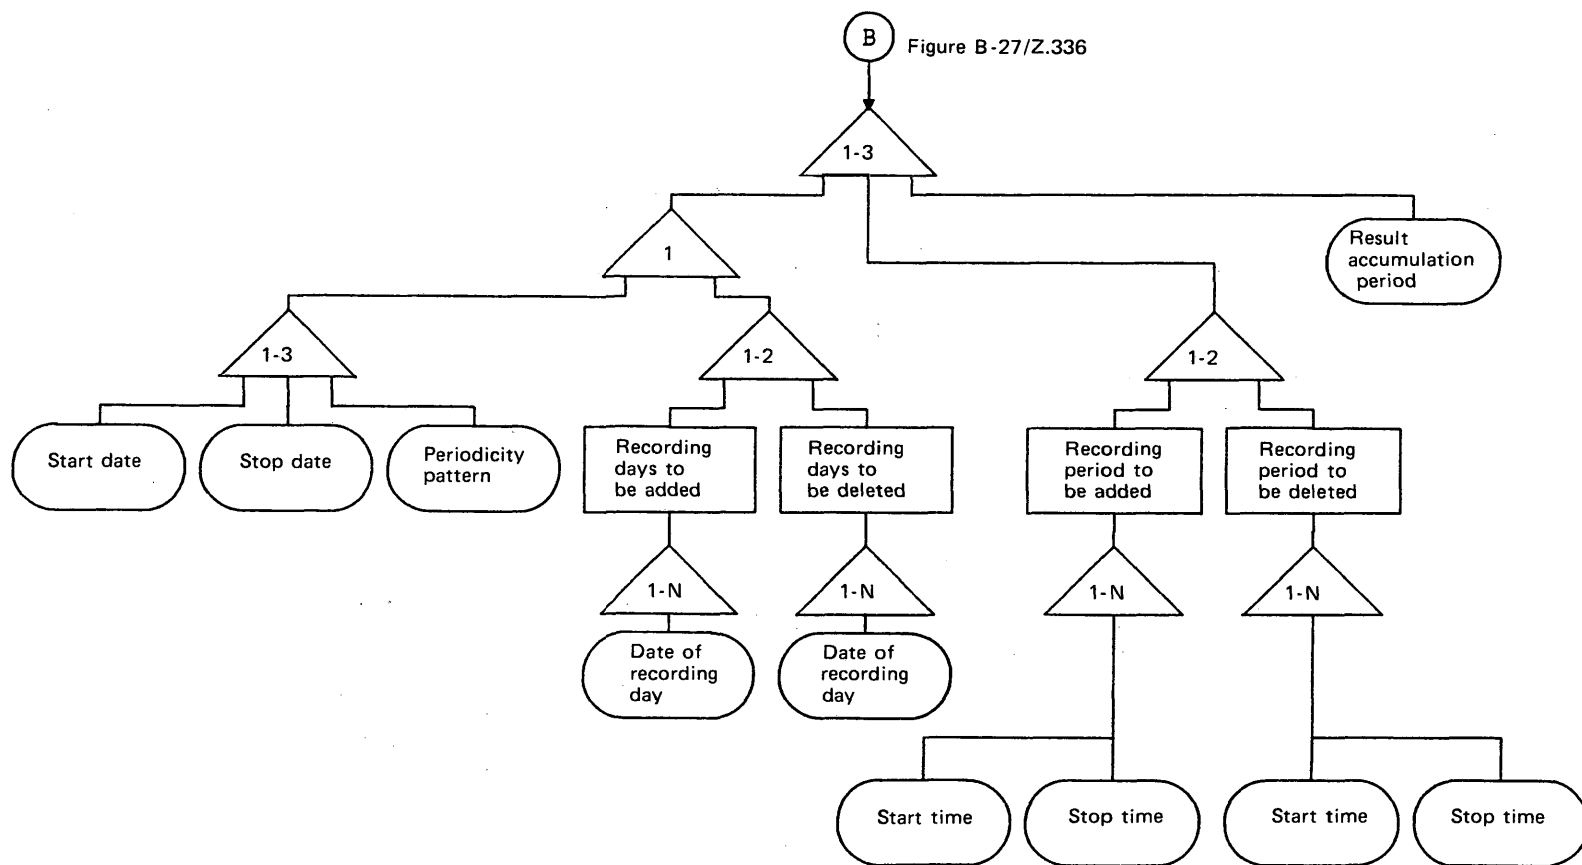 B
Figure B-27/Z.336
1-3
1
Result
accumulation
period
1-3
1-2
1-2
Start date
Stop date
Periodicity
pattern
Recording
days to
be added
Recording
days to
be deleted
Recording
period to
be added
Recording
period to
be deleted
1-N
1-N
1-N
1-N
Date of
recording
day
Date of
recording
day
Start time
Stop time
Start time
Stop time